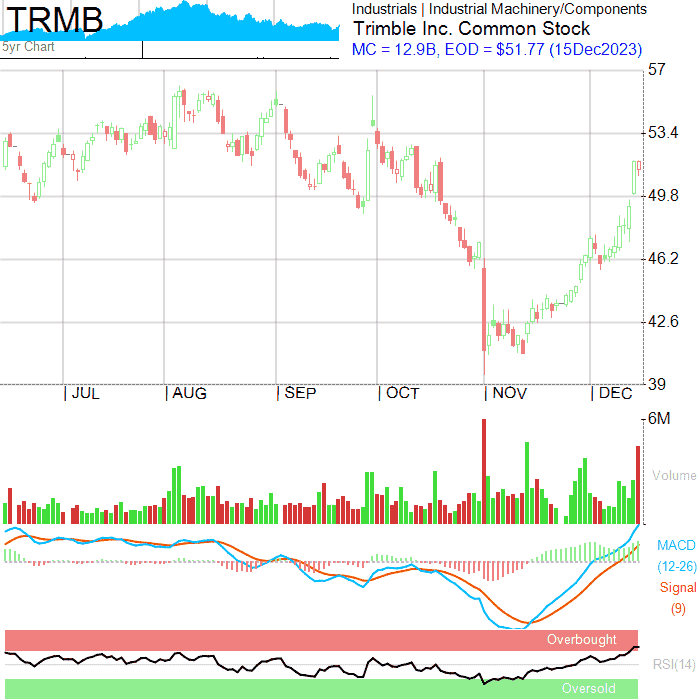 TRMB
5yr Chart
Industrials | Industrial Machinery/Components
Trimble Inc. Common Stock
MC = 12.9B, EOD = $51.77 (15Dec2023)
57
53.4
49.8
46.2
42.6
39
| JUL | AUG | SEP | OCT | NOV | DEC
6M
Volume
MACD
(12-26)
Signal
(9)
Overbought
RSI(14)
Oversold